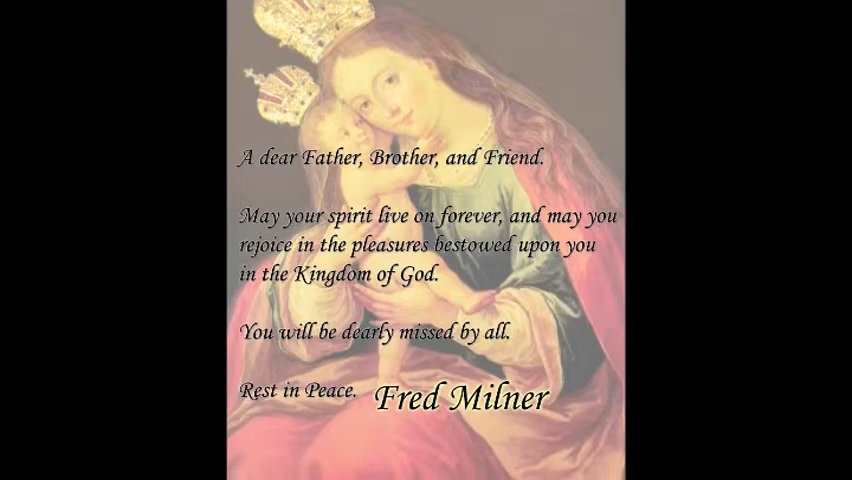 A dear Father, Brother, and Friend.
May your spirit live on forever, and may you
rejoice in the pleasures bestowed upon you
in the Kingdom of God.
You will be dearly missed by all.
Rest in Peace. Fred Milner